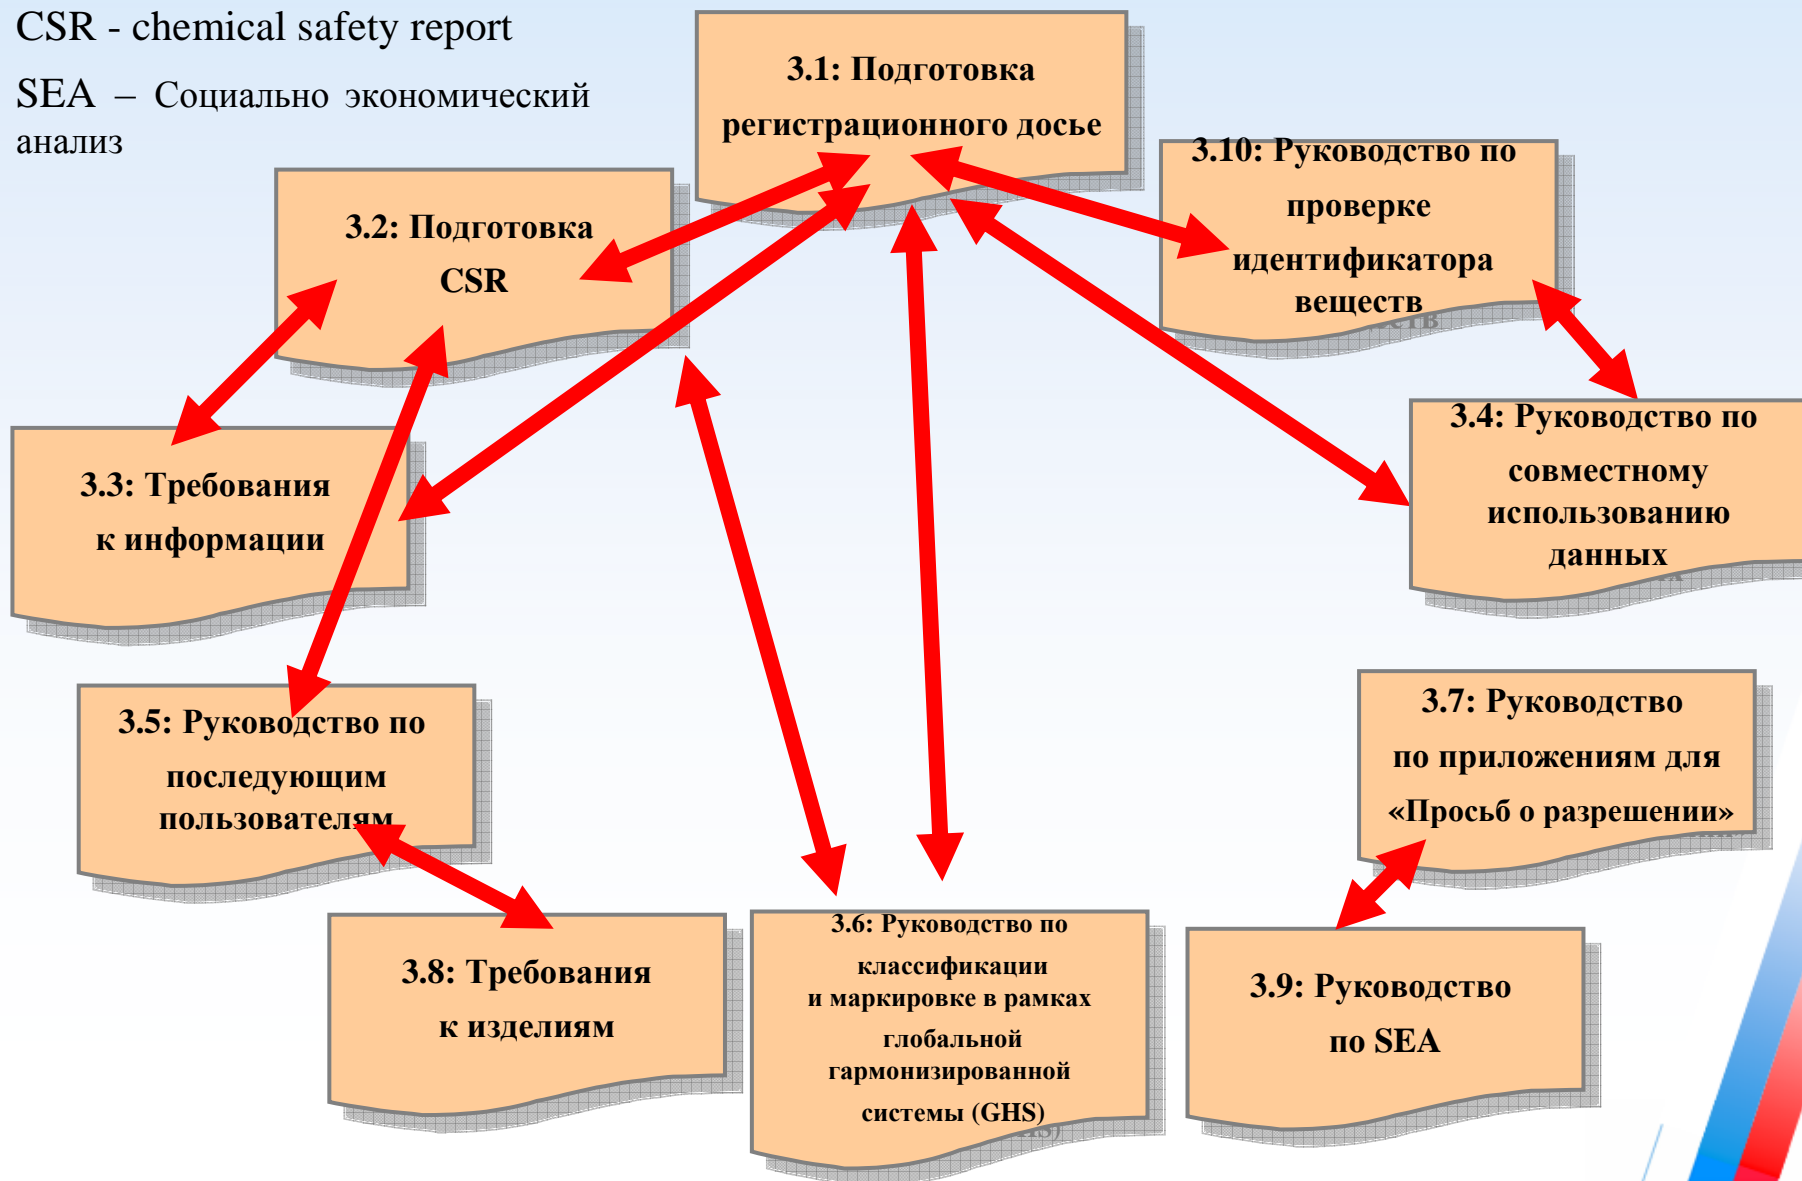 CSR - chemical safety report
SEA – Социально экономический
анализ
3.1: Подготовка
регистрационного досье
3.10: Руководство по
проверке
идентификатора
веществ
3.2: Подготовка
CSR
3.3: Требования
к информации
3.4: Руководство по
совместному
использованию
данных
3.5: Руководство по
последующим
пользователям
3.7: Руководство
по приложениям для
«Просьб о разрешении»
3.8: Требования
к изделиям
3.6: Руководство по
классификации
и маркировке в рамках
глобальной
гармонизированной
системы (GHS)
3.9: Руководство
по SEA